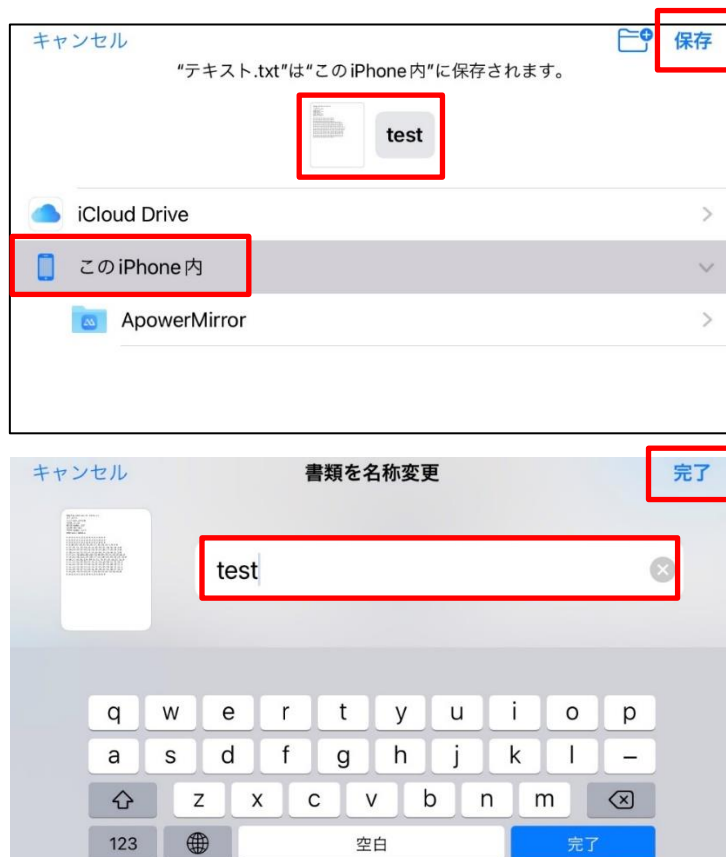 キャンセル
保存
“テキスト.txt”は“このiPhone内”に保存されます。
test
iCloud Drive
このiPhone内
ApowerMirror
キャンセル
書類を名称変更
完了
test
q w e r t y u i o p
a s d f g h j k l –
z x c v b n m
123
空白
完了